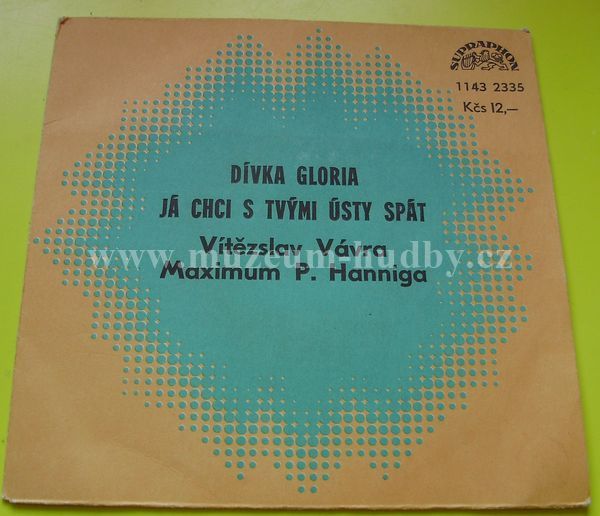 SUPRAPHON
1143 2335
Kčs 12,—
DÍVKA GLORIA
JÁ CHCI S TVÝMI ÚSTY SPÁT
Vítězslav Vávra
www.muzeum-hudby.cz
Maximum P. Hanniga